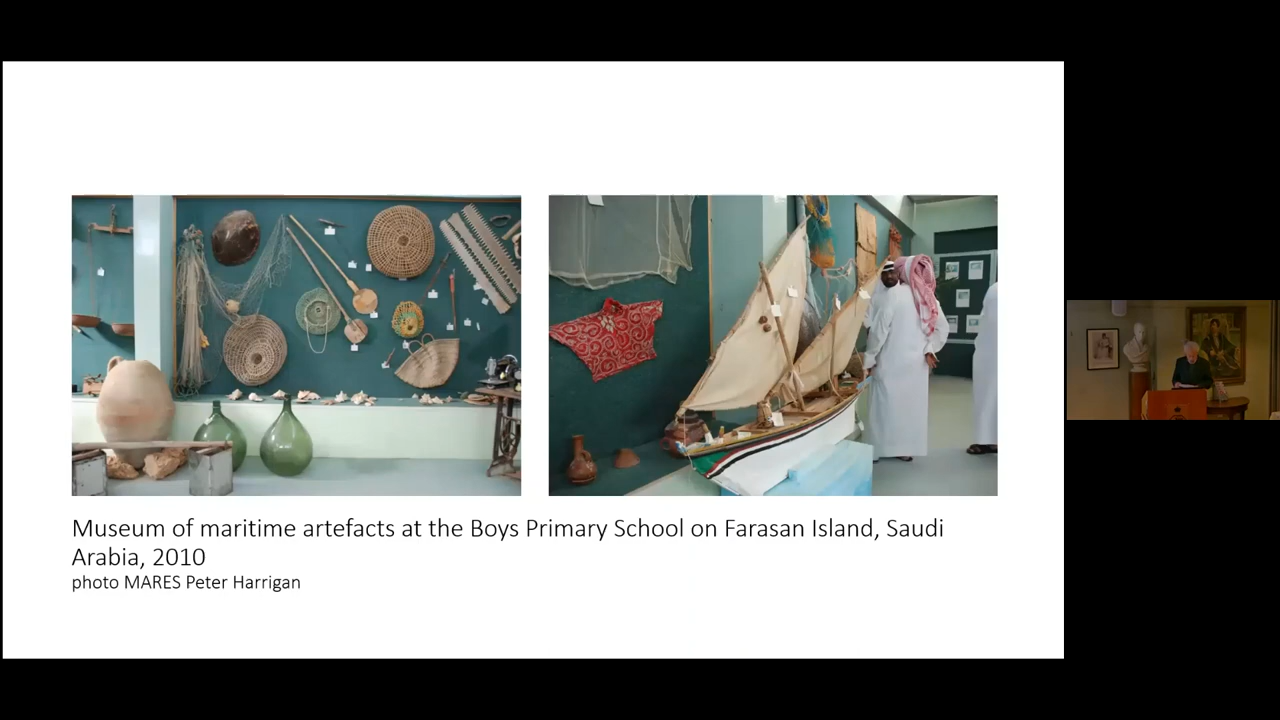 Museum of maritime artefacts at the Boys Primary School on Farasan Island, Saudi
Arabia, 2010
photo MARES Peter Harrigan